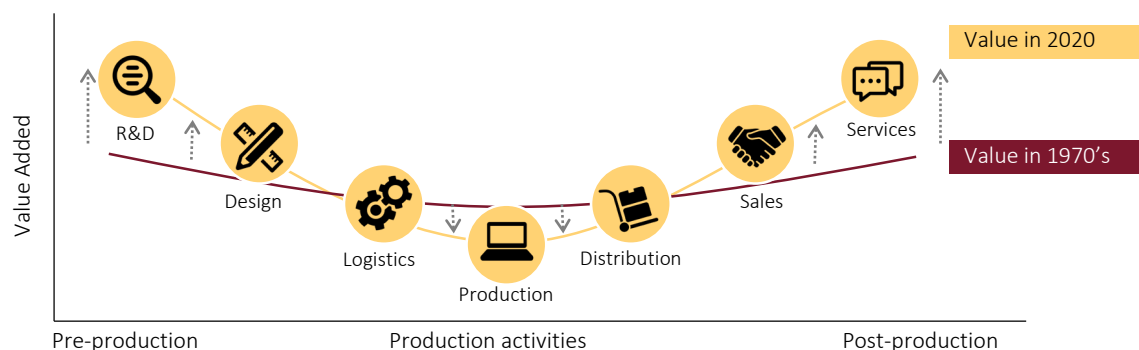 Value in 2020
R&D
Services
Value in 1970's
Design
Sales
Value Added
Logistics
Distribution
Production
Pre-production
Production activities
Post-production